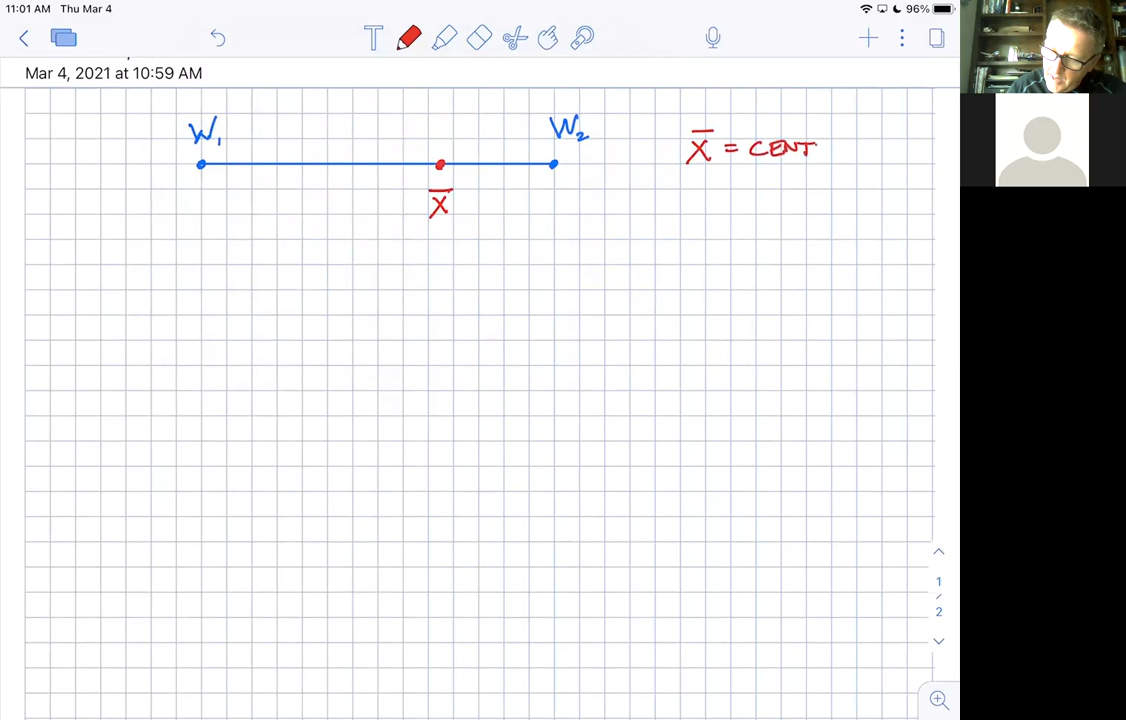 11:01 AM Thu Mar 4
96%
Mar 4, 2021 at 10:59 AM
W₁
W₂
X̅ = CENT
X̅
1
/
2